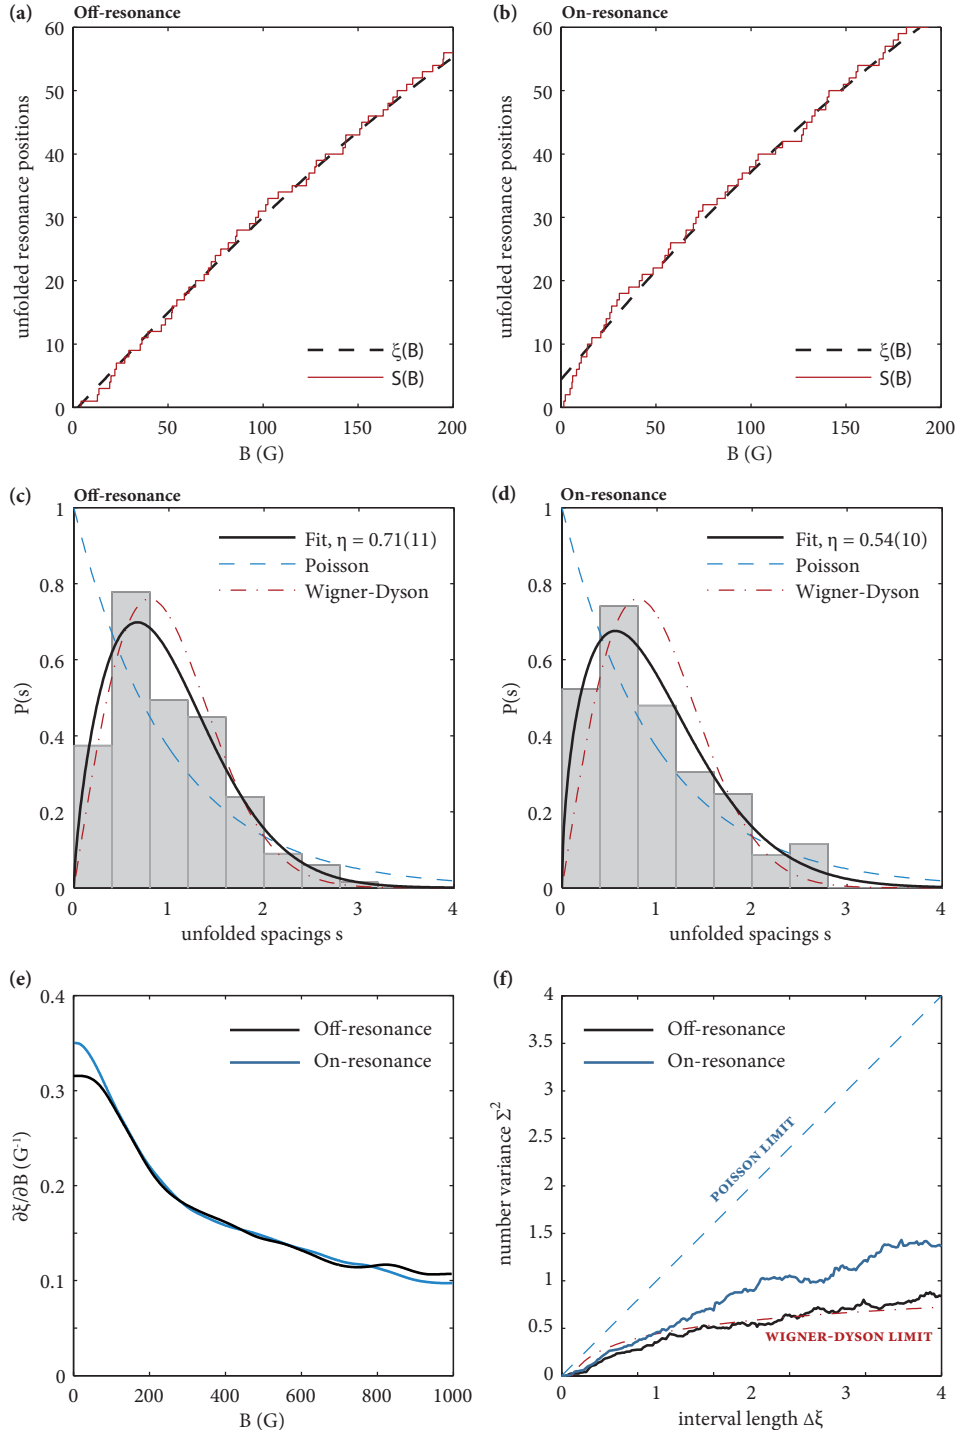 (a) Off-resonance
60
50
40
30
20
10
0
unfolded resonance positions
ξ(B)
S(B)
0 50 100 150 200
B (G)
(b) On-resonance
60
50
40
30
20
10
0
unfolded resonance positions
ξ(B)
S(B)
0 50 100 150 200
B (G)
(c) Off-resonance
1
0.8
0.6
0.4
0.2
0
P(s)
Fit, η = 0.71(11)
Poisson
Wigner-Dyson
0 1 2 3 4
unfolded spacings s
(d) On-resonance
1
0.8
0.6
0.4
0.2
0
P(s)
Fit, η = 0.54(10)
Poisson
Wigner-Dyson
0 1 2 3 4
unfolded spacings s
(e)
0.4
0.3
0.2
0.1
0
∂ξ/∂B (G⁻¹)
Off-resonance
On-resonance
0 200 400 600 800 1000
B (G)
(f)
4
3.5
3
2.5
2
1.5
1
0.5
0
number variance Σ²
Off-resonance
On-resonance
POISSON LIMIT
WIGNER-DYSON LIMIT
0 1 2 3 4
interval length Δξ